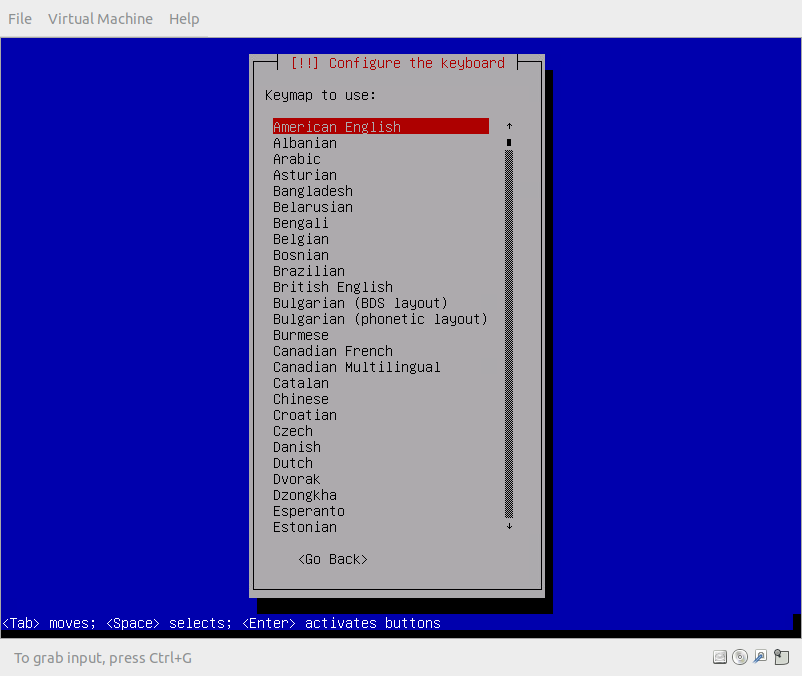 File Virtual Machine Help
[!!] Configure the keyboard
Keymap to use:
American English
Albanian
Arabic
Asturian
Bangladesh
Belarusian
Bengali
Belgian
Bosnian
Brazilian
British English
Bulgarian (BDS layout)
Bulgarian (phonetic layout)
Burmese
Canadian French
Canadian Multilingual
Catalan
Chinese
Croatian
Czech
Danish
Dutch
Dvorak
Dzongkha
Esperanto
Estonian
<Go Back>
<Tab> moves; <Space> selects; <Enter> activates buttons
To grab input, press Ctrl+G